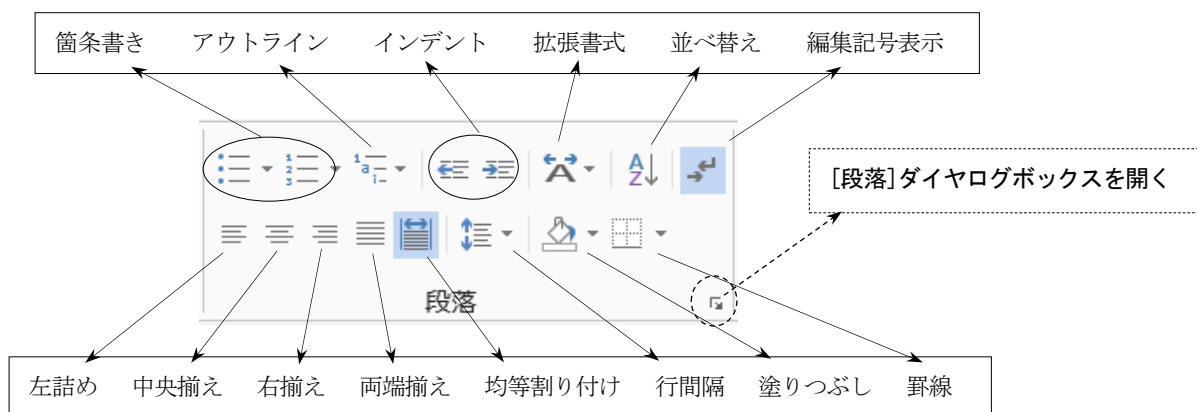 箇条書き アウトライン インデント 拡張書式 並べ替え 編集記号表示
[段落]ダイヤログボックスを開く
段落
左詰め 中央揃え 右揃え 両端揃え 均等割り付け 行間隔 塗りつぶし 罫線